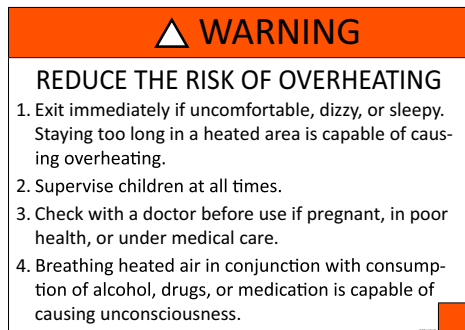 WARNING
REDUCE THE RISK OF OVERHEATING
1. Exit immediately if uncomfortable, dizzy, or sleepy.
Staying too long in a heated area is capable of caus-
ing overheating.
2. Supervise children at all times.
3. Check with a doctor before use if pregnant, in poor
health, or under medical care.
4. Breathing heated air in conjunction with consump-
tion of alcohol, drugs, or medication is capable of
causing unconsciousness.